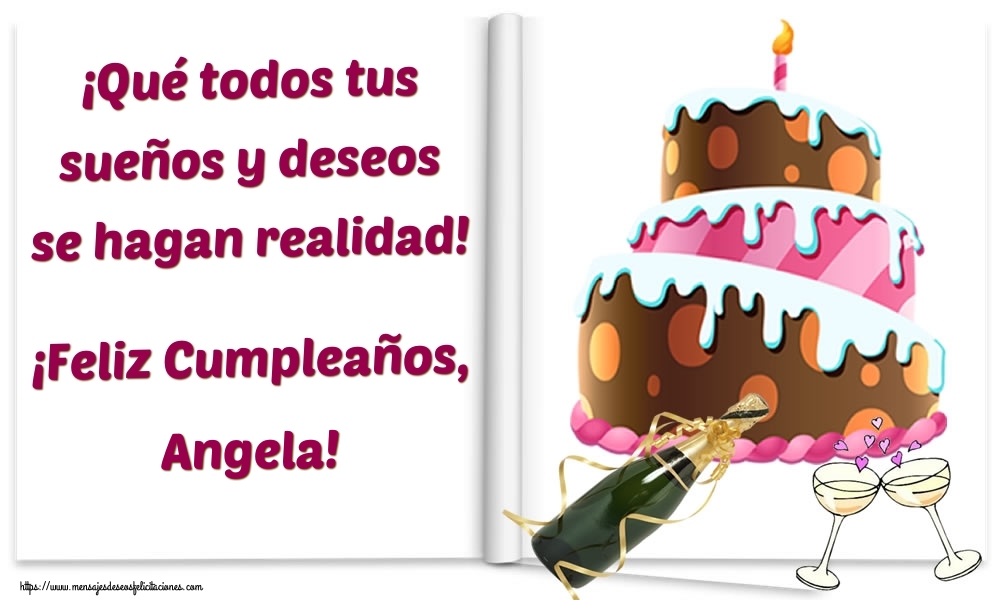 ¡Qué todos tus
sueños y deseos
se hagan realidad!
¡Feliz Cumpleaños,
Angela!
https://www.mensajesdeseosfelicitaciones.com